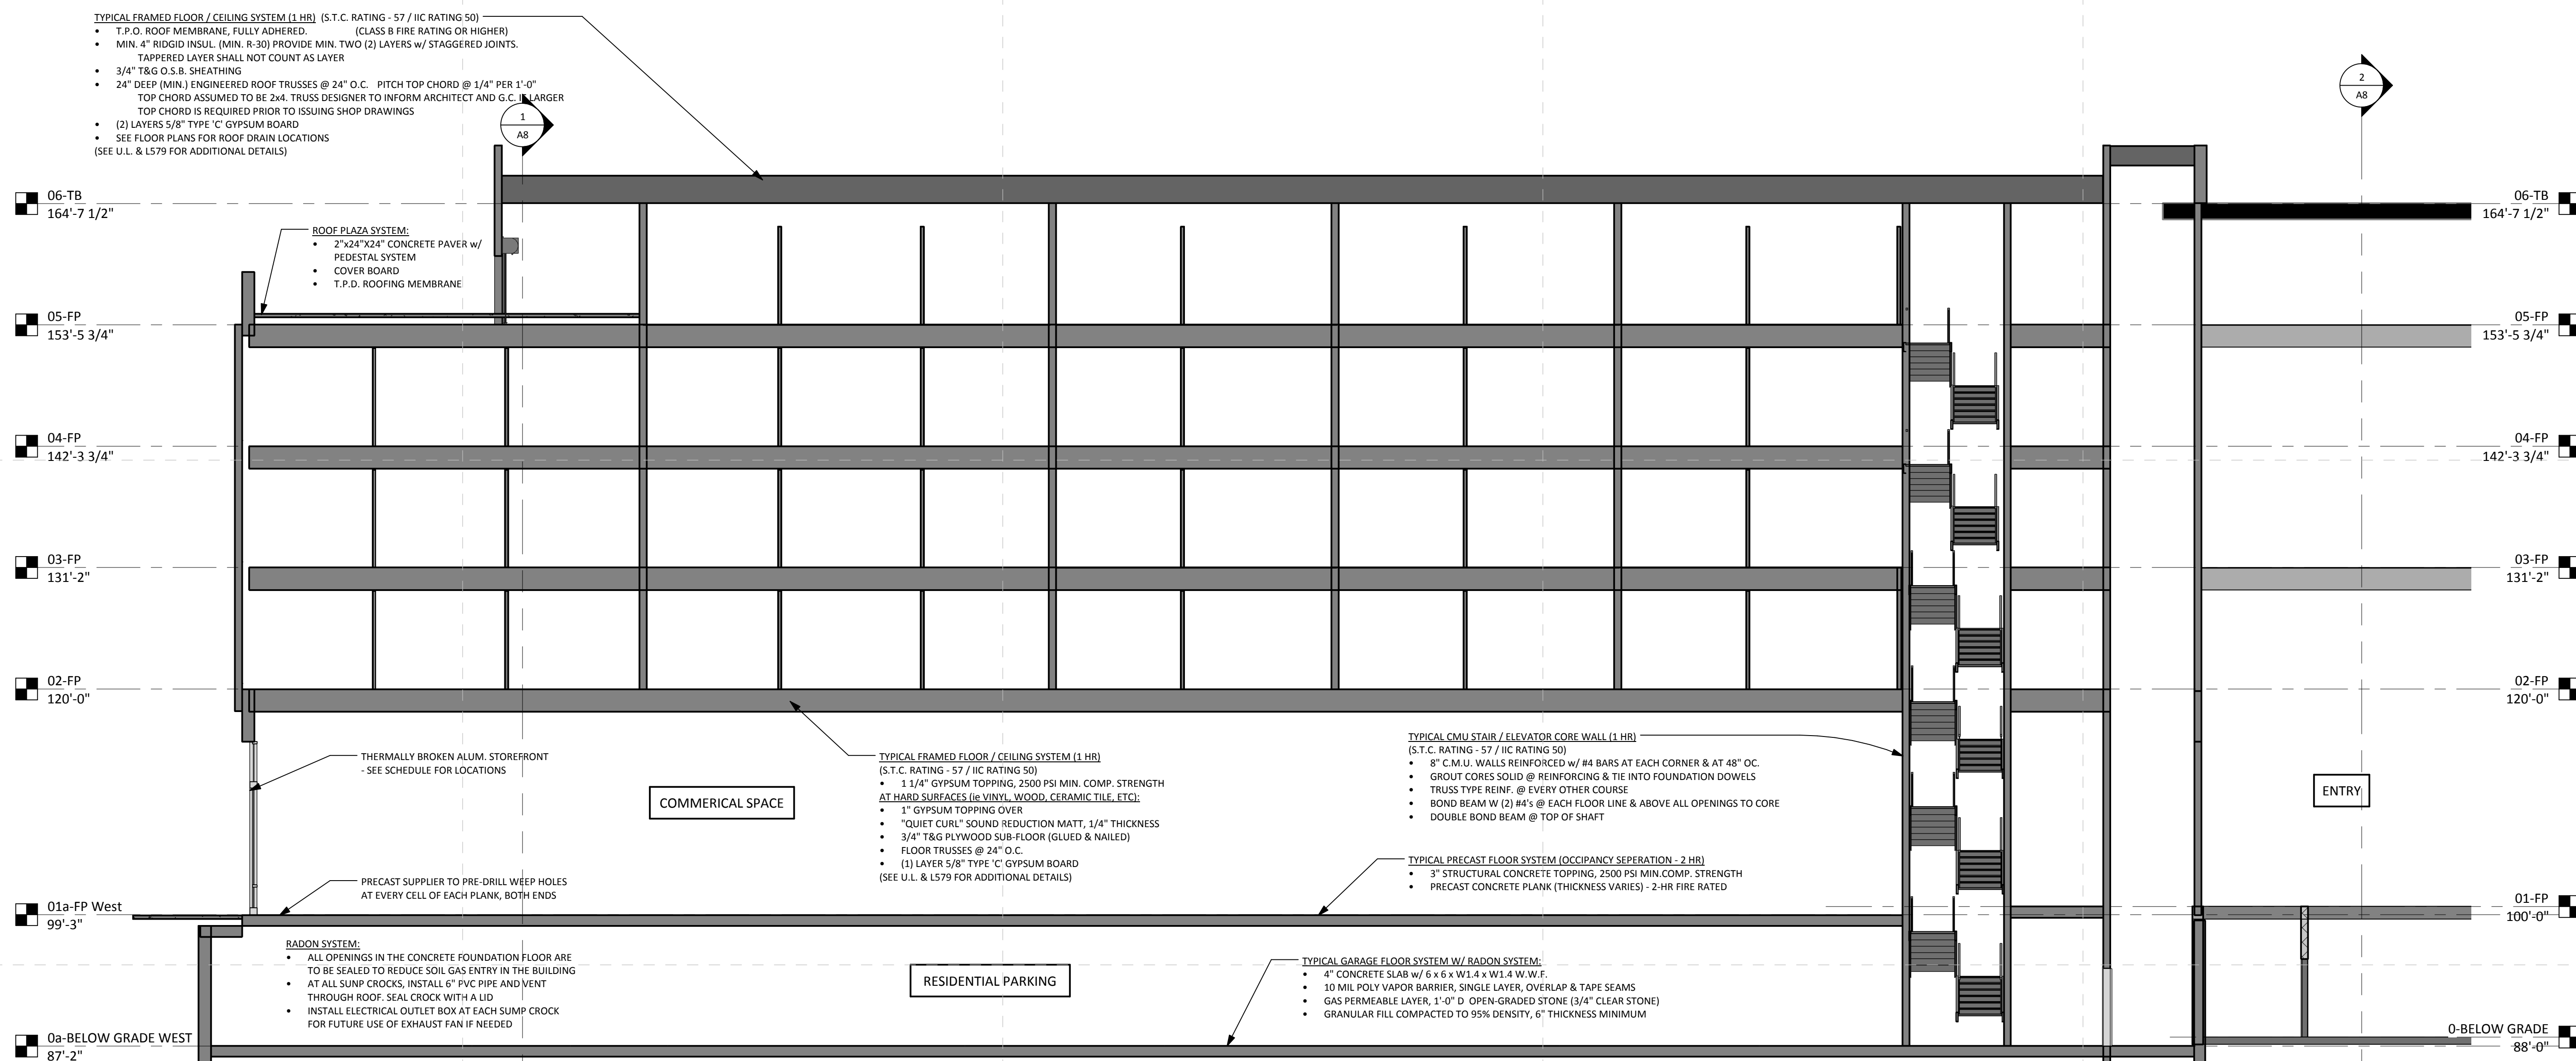 TYPICAL FRAMED FLOOR / CEILING SYSTEM (1 HR) (S.T.C. RATING - 57 / IIC RATING 50)
• T.P.O. ROOF MEMBRANE, FULLY ADHERED. (CLASS B FIRE RATING OR HIGHER)
• MIN. 4" RIDGID INSUL. (MIN. R-30) PROVIDE MIN. TWO (2) LAYERS w/ STAGGERED JOINTS.
TAPPERED LAYER SHALL NOT COUNT AS LAYER
• 3/4" T&G O.S.B. SHEATHING
• 24" DEEP (MIN.) ENGINEERED ROOF TRUSSES @ 24" O.C. PITCH TOP CHORD @ 1/4" PER 1'-0"
TOP CHORD ASSUMED TO BE 2x4. TRUSS DESIGNER TO INFORM ARCHITECT AND G.C. IF LARGER
TOP CHORD IS REQUIRED PRIOR TO ISSUING SHOP DRAWINGS
• (2) LAYERS 5/8" TYPE 'C' GYPSUM BOARD
• SEE FLOOR PLANS FOR ROOF DRAIN LOCATIONS
(SEE U.L. & L579 FOR ADDITIONAL DETAILS)
1
A8
2
A8
06-TB
164'-7 1/2"
06-TB
164'-7 1/2"
ROOF PLAZA SYSTEM:
• 2"x24"X24" CONCRETE PAVER w/
PEDESTAL SYSTEM
• COVER BOARD
• T.P.D. ROOFING MEMBRANE
05-FP
153'-5 3/4"
05-FP
153'-5 3/4"
04-FP
142'-3 3/4"
04-FP
142'-3 3/4"
03-FP
131'-2"
03-FP
131'-2"
02-FP
120'-0"
02-FP
120'-0"
THERMALLY BROKEN ALUM. STOREFRONT
- SEE SCHEDULE FOR LOCATIONS
COMMERICAL SPACE
TYPICAL FRAMED FLOOR / CEILING SYSTEM (1 HR)
(S.T.C. RATING - 57 / IIC RATING 50)
• 1 1/4" GYPSUM TOPPING, 2500 PSI MIN. COMP. STRENGTH
AT HARD SURFACES (ie VINYL, WOOD, CERAMIC TILE, ETC):
• 1" GYPSUM TOPPING OVER
• "QUIET CURL" SOUND REDUCTION MATT, 1/4" THICKNESS
• 3/4" T&G PLYWOOD SUB-FLOOR (GLUED & NAILED)
• FLOOR TRUSSES @ 24" O.C.
• (1) LAYER 5/8" TYPE 'C' GYPSUM BOARD
(SEE U.L. & L579 FOR ADDITIONAL DETAILS)
TYPICAL CMU STAIR / ELEVATOR CORE WALL (1 HR)
(S.T.C. RATING - 57 / IIC RATING 50)
• 8" C.M.U. WALLS REINFORCED w/ #4 BARS AT EACH CORNER & AT 48" OC.
• GROUT CORES SOLID @ REINFORCING & TIE INTO FOUNDATION DOWELS
• TRUSS TYPE REINF. @ EVERY OTHER COURSE
• BOND BEAM W (2) #4's @ EACH FLOOR LINE & ABOVE ALL OPENINGS TO CORE
• DOUBLE BOND BEAM @ TOP OF SHAFT
ENTRY
TYPICAL PRECAST FLOOR SYSTEM (OCCIPANCY SEPERATION - 2 HR)
• 3" STRUCTURAL CONCRETE TOPPING, 2500 PSI MIN.COMP. STRENGTH
• PRECAST CONCRETE PLANK (THICKNESS VARIES) - 2-HR FIRE RATED
PRECAST SUPPLIER TO PRE-DRILL WEEP HOLES
AT EVERY CELL OF EACH PLANK, BOTH ENDS
01a-FP West
99'-3"
01-FP
100'-0"
RADON SYSTEM:
• ALL OPENINGS IN THE CONCRETE FOUNDATION FLOOR ARE
TO BE SEALED TO REDUCE SOIL GAS ENTRY IN THE BUILDING
• AT ALL SUNP CROCKS, INSTALL 6" PVC PIPE AND VENT
THROUGH ROOF. SEAL CROCK WITH A LID
• INSTALL ELECTRICAL OUTLET BOX AT EACH SUMP CROCK
FOR FUTURE USE OF EXHAUST FAN IF NEEDED
RESIDENTIAL PARKING
TYPICAL GARAGE FLOOR SYSTEM W/ RADON SYSTEM:
• 4" CONCRETE SLAB w/ 6 x 6 x W1.4 x W1.4 W.W.F.
• 10 MIL POLY VAPOR BARRIER, SINGLE LAYER, OVERLAP & TAPE SEAMS
• GAS PERMEABLE LAYER, 1'-0" D OPEN-GRADED STONE (3/4" CLEAR STONE)
• GRANULAR FILL COMPACTED TO 95% DENSITY, 6" THICKNESS MINIMUM
0a-BELOW GRADE WEST
87'-2"
0-BELOW GRADE
88'-0"